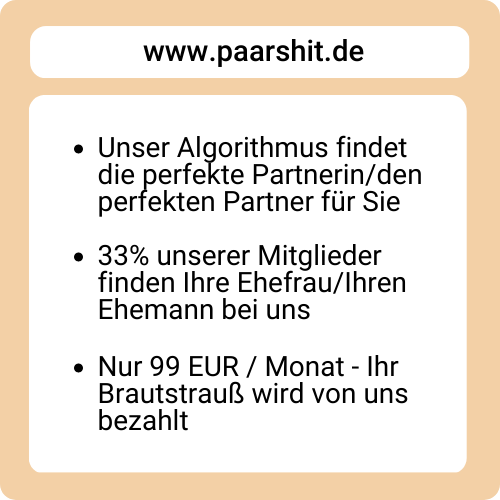 www.paarshit.de
• Unser Algorithmus findet
die perfekte Partnerin/den
perfekten Partner für Sie
• 33% unserer Mitglieder
finden Ihre Ehefrau/Ihren
Ehemann bei uns
• Nur 99 EUR / Monat - Ihr
Brautstrauß wird von uns
bezahlt